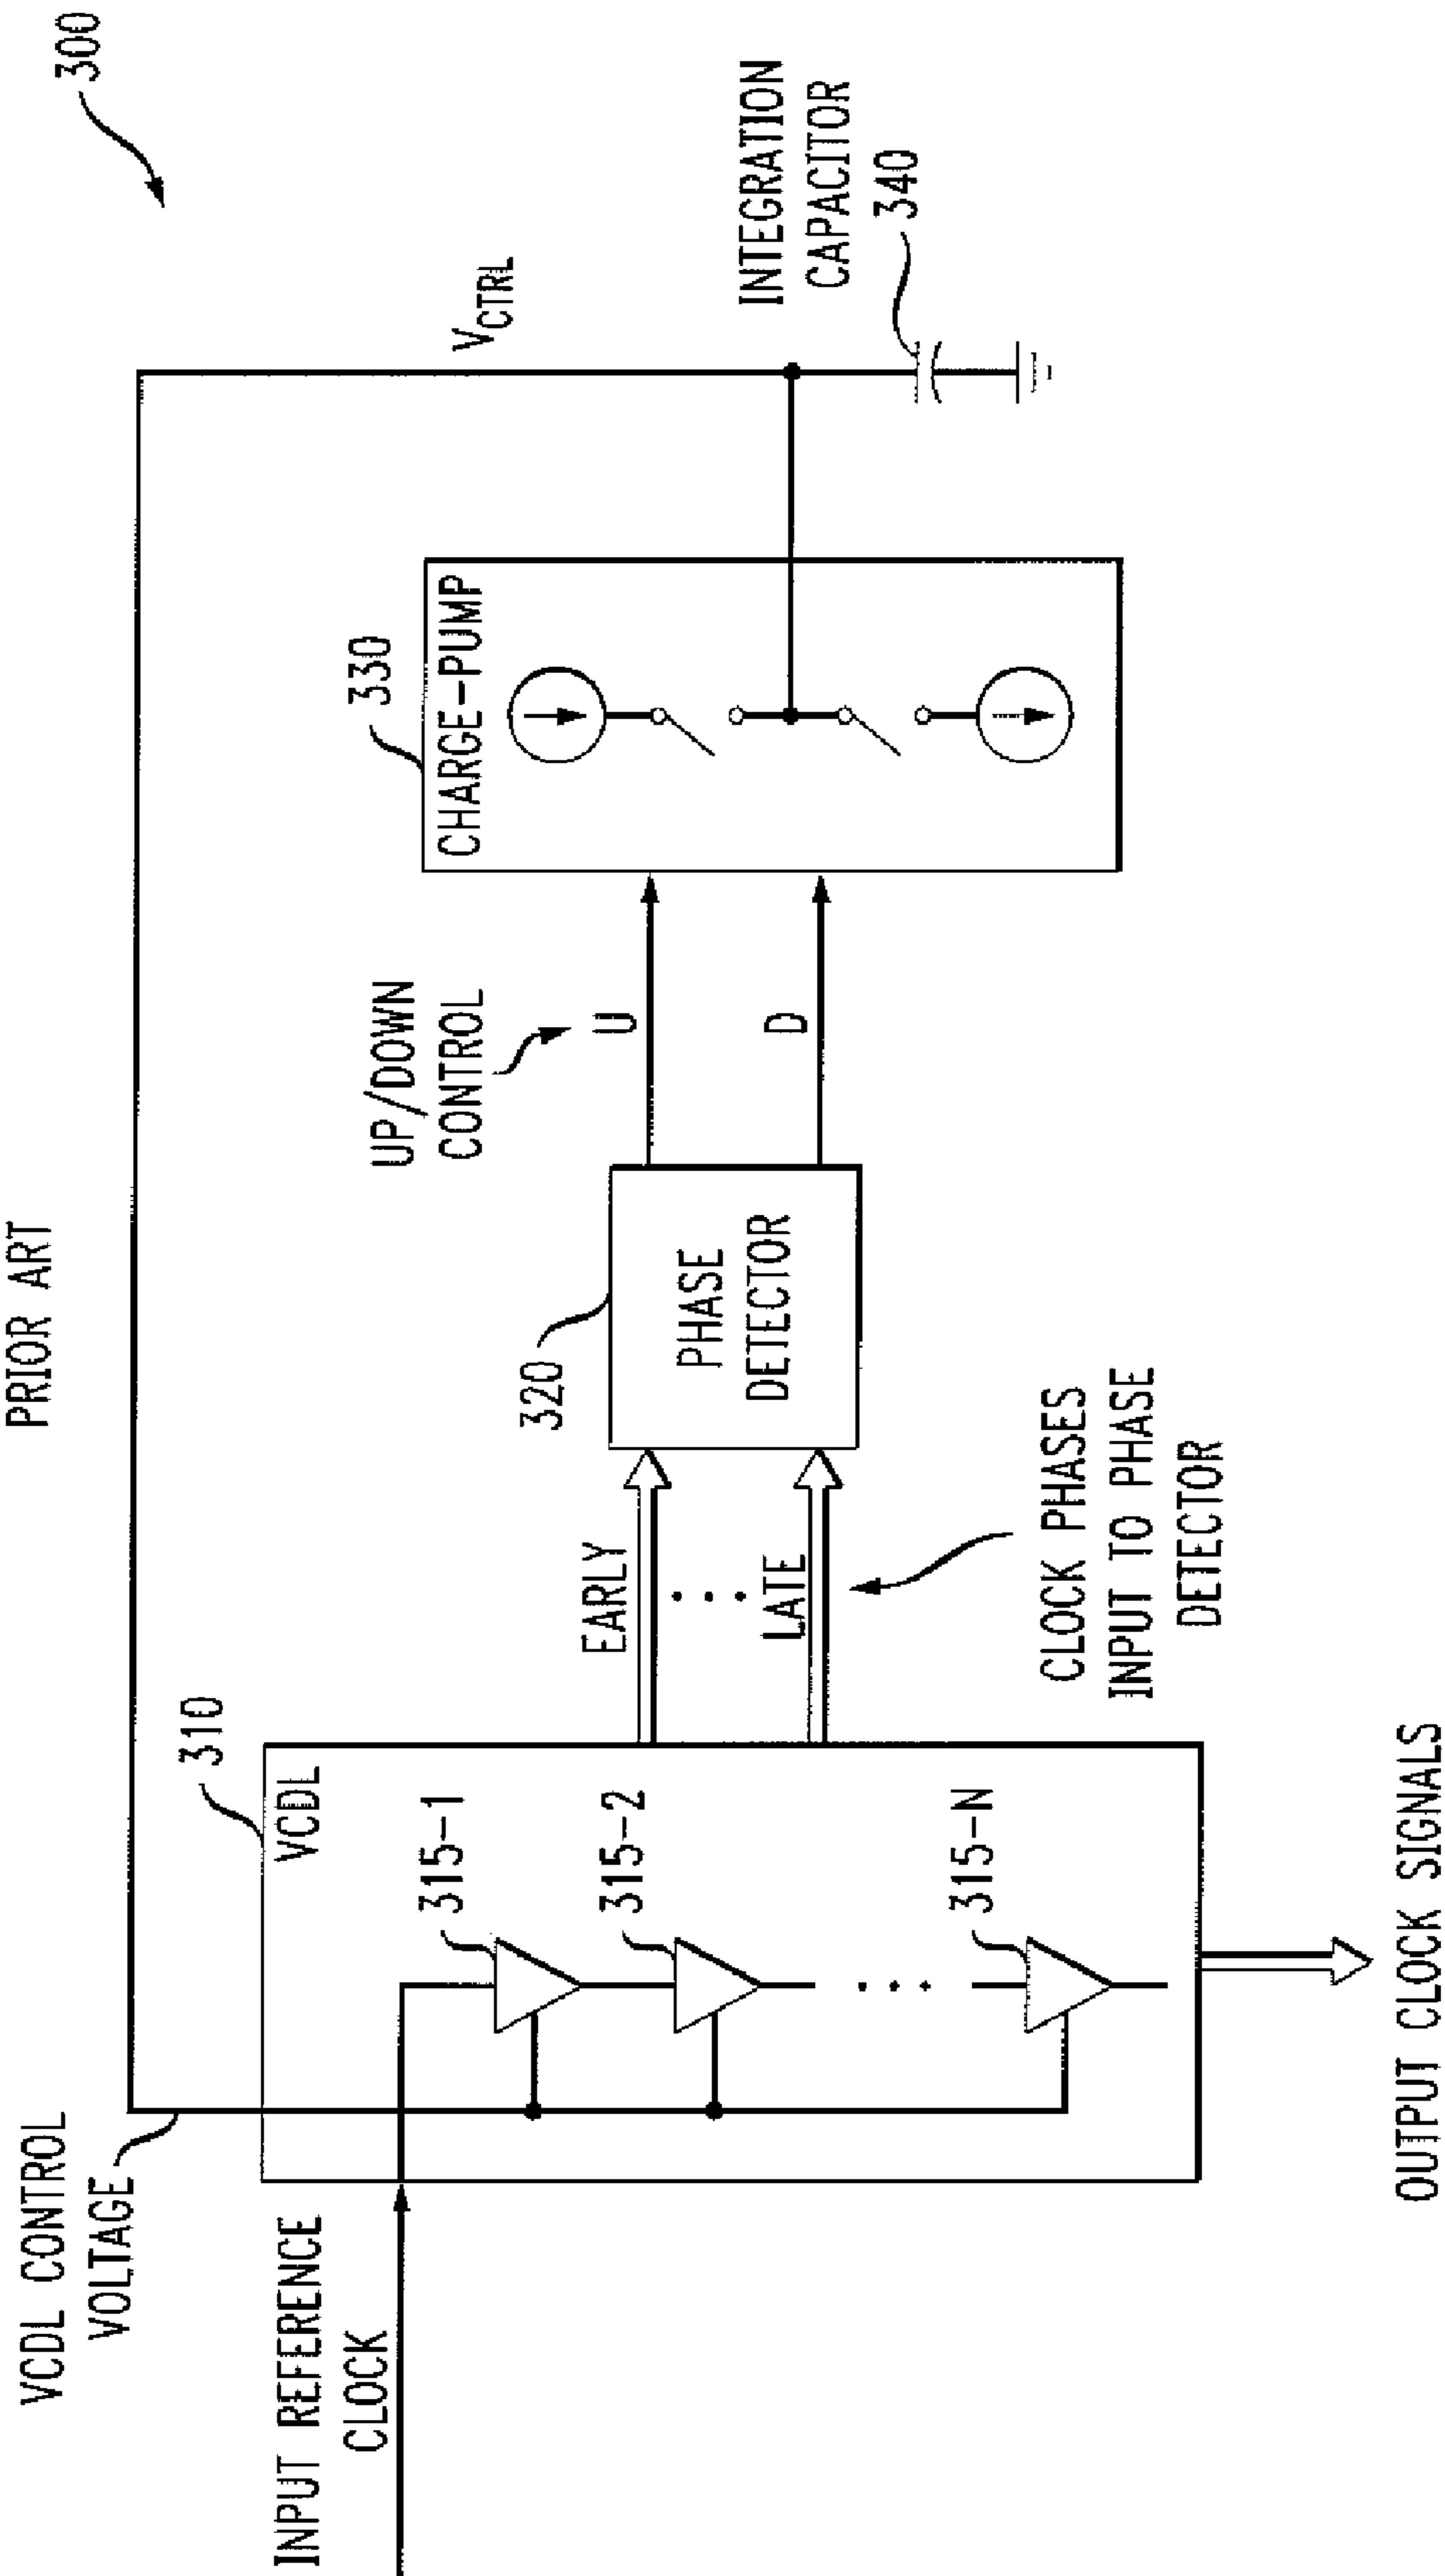 PRIOR ART
300
VCDL CONTROL
VOLTAGE
V_CTRL
INPUT REFERENCE
CLOCK
310
VCDL
315-1
315-2
315-N
EARLY
LATE
CLOCK PHASES
INPUT TO PHASE
DETECTOR
320
PHASE
DETECTOR
UP/DOWN
CONTROL
U
D
330
CHARGE-PUMP
INTEGRATION
CAPACITOR
340
OUTPUT CLOCK SIGNALS